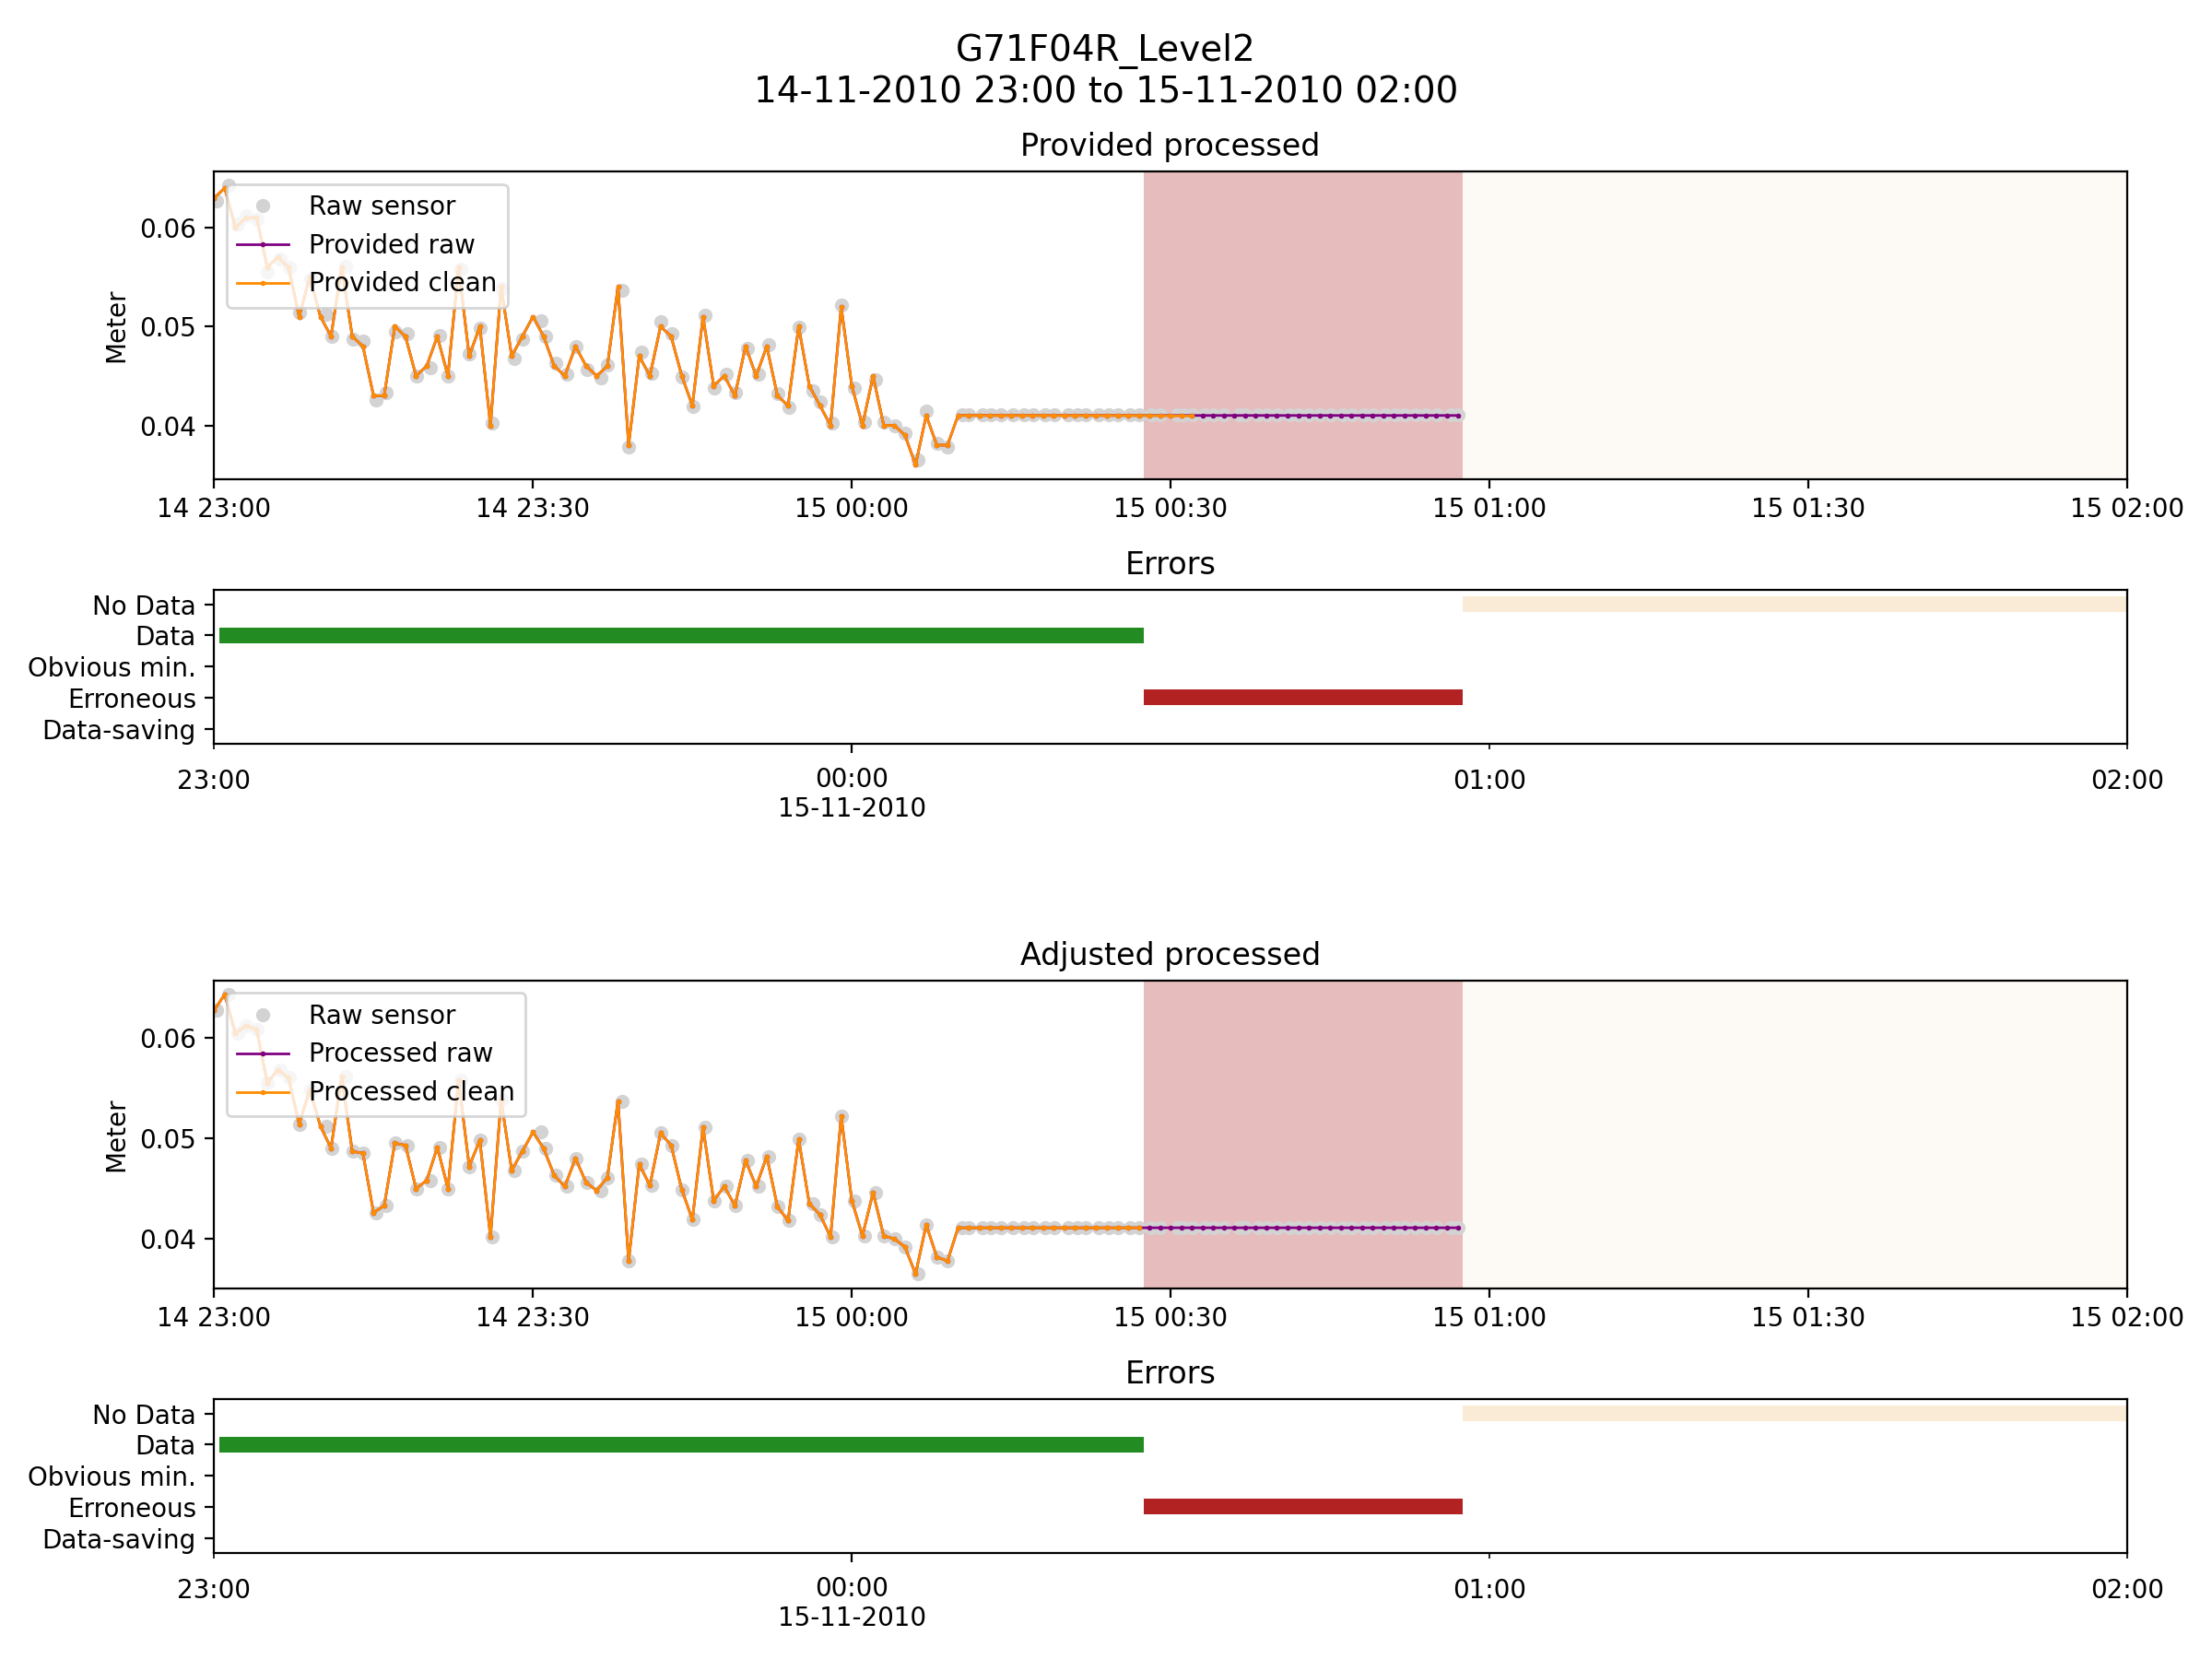 G71F04R_Level2
14-11-2010 23:00 to 15-11-2010 02:00
Provided processed
Raw sensor
Provided raw
Provided clean
Meter
0.06
0.05
0.04
14 23:00 14 23:30 15 00:00 15 00:30 15 01:00 15 01:30 15 02:00
Errors
No Data
Data
Obvious min.
Erroneous
Data-saving
23:00 00:00 01:00 02:00
15-11-2010
Adjusted processed
Raw sensor
Processed raw
Processed clean
Meter
0.06
0.05
0.04
14 23:00 14 23:30 15 00:00 15 00:30 15 01:00 15 01:30 15 02:00
Errors
No Data
Data
Obvious min.
Erroneous
Data-saving
23:00 00:00 01:00 02:00
15-11-2010